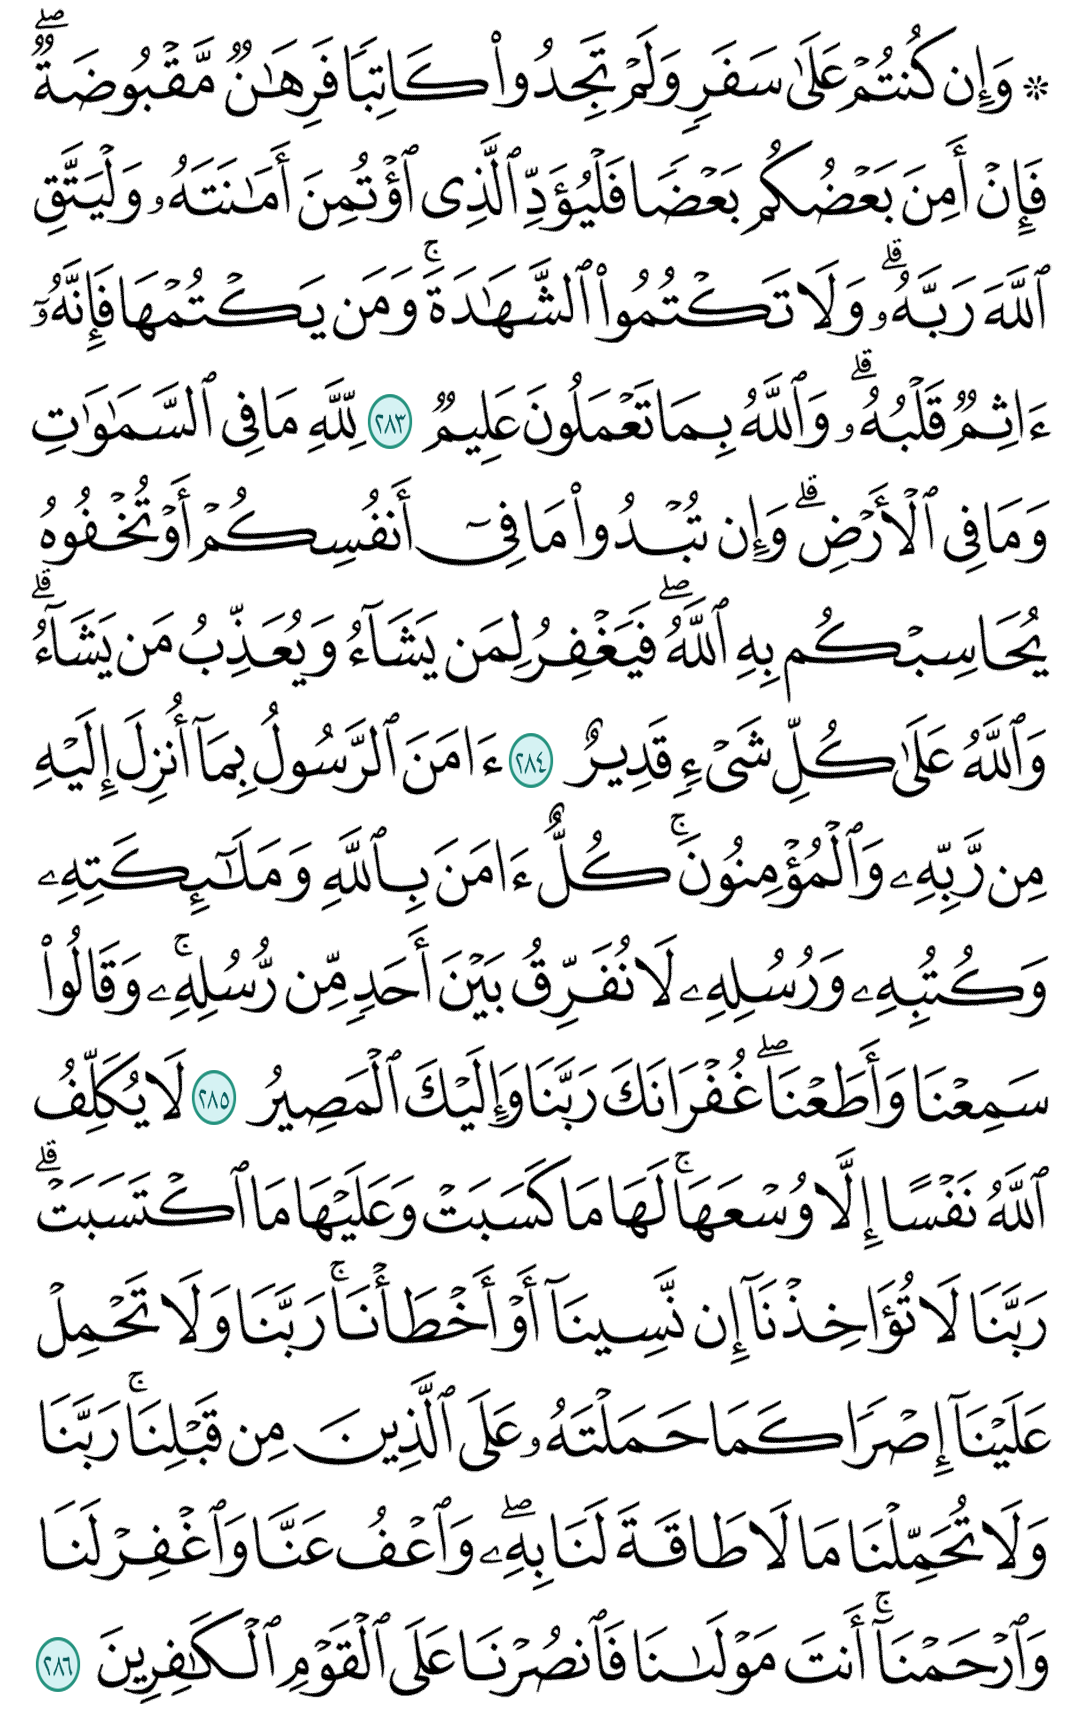 ۞ وَإِن كُنتُمْ عَلَىٰ سَفَرٍ وَلَمْ تَجِدُوا۟ كَاتِبًا فَرِهَـٰنٌ مَّقْبُوضَةٌ ۖ
فَإِنْ أَمِنَ بَعْضُكُم بَعْضًا فَلْيُؤَدِّ ٱلَّذِى ٱؤْتُمِنَ أَمَـٰنَتَهُۥ وَلْيَتَّقِ
ٱللَّهَ رَبَّهُۥ ۗ وَلَا تَكْتُمُوا۟ ٱلشَّهَـٰدَةَ ۚ وَمَن يَكْتُمْهَا فَإِنَّهُۥٓ
ءَاثِمٌ قَلْبُهُۥ ۗ وَٱللَّهُ بِمَا تَعْمَلُونَ عَلِيمٌ ٢٨٣ لِّلَّهِ مَا فِى ٱلسَّمَـٰوَٰتِ
وَمَا فِى ٱلْأَرْضِ ۗ وَإِن تُبْدُوا۟ مَا فِىٓ أَنفُسِكُمْ أَوْ تُخْفُوهُ
يُحَاسِبْكُم بِهِ ٱللَّهُ ۖ فَيَغْفِرُ لِمَن يَشَآءُ وَيُعَذِّبُ مَن يَشَآءُ ۗ
وَٱللَّهُ عَلَىٰ كُلِّ شَىْءٍ قَدِيرٌ ٢٨٤ ءَامَنَ ٱلرَّسُولُ بِمَآ أُنزِلَ إِلَيْهِ
مِن رَّبِّهِۦ وَٱلْمُؤْمِنُونَ ۚ كُلٌّ ءَامَنَ بِٱللَّهِ وَمَلَـٰٓئِكَتِهِۦ
وَكُتُبِهِۦ وَرُسُلِهِۦ لَا نُفَرِّقُ بَيْنَ أَحَدٍ مِّن رُّسُلِهِۦ ۚ وَقَالُوا۟
سَمِعْنَا وَأَطَعْنَا ۖ غُفْرَانَكَ رَبَّنَا وَإِلَيْكَ ٱلْمَصِيرُ ٢٨٥ لَا يُكَلِّفُ
ٱللَّهُ نَفْسًا إِلَّا وُسْعَهَا ۚ لَهَا مَا كَسَبَتْ وَعَلَيْهَا مَا ٱكْتَسَبَتْ ۗ
رَبَّنَا لَا تُؤَاخِذْنَآ إِن نَّسِينَآ أَوْ أَخْطَأْنَا ۚ رَبَّنَا وَلَا تَحْمِلْ
عَلَيْنَآ إِصْرًا كَمَا حَمَلْتَهُۥ عَلَى ٱلَّذِينَ مِن قَبْلِنَا ۚ رَبَّنَا
وَلَا تُحَمِّلْنَا مَا لَا طَاقَةَ لَنَا بِهِۦ ۖ وَٱعْفُ عَنَّا وَٱغْفِرْ لَنَا
وَٱرْحَمْنَآ ۚ أَنتَ مَوْلَىٰنَا فَٱنصُرْنَا عَلَى ٱلْقَوْمِ ٱلْكَـٰفِرِينَ ٢٨٦